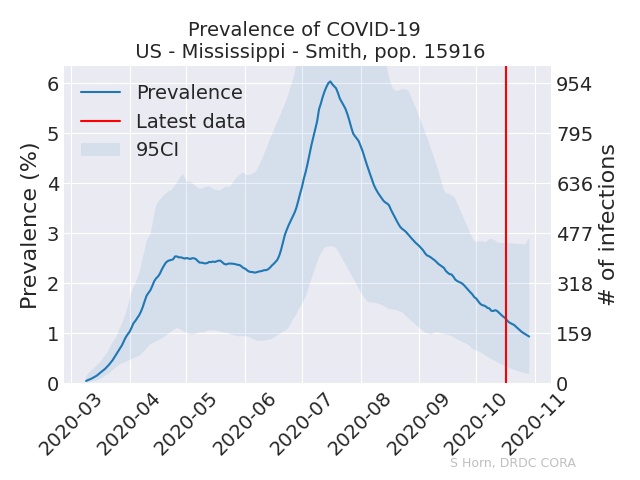 Prevalence of COVID-19
US - Mississippi - Smith, pop. 15916
Prevalence
Latest data
95CI
Prevalence (%)
6
5
4
3
2
1
0
954
795
636
477
318
159
0
# of infections
2020-03
2020-04
2020-05
2020-06
2020-07
2020-08
2020-09
2020-10
2020-11
S Horn, DRDC CORA